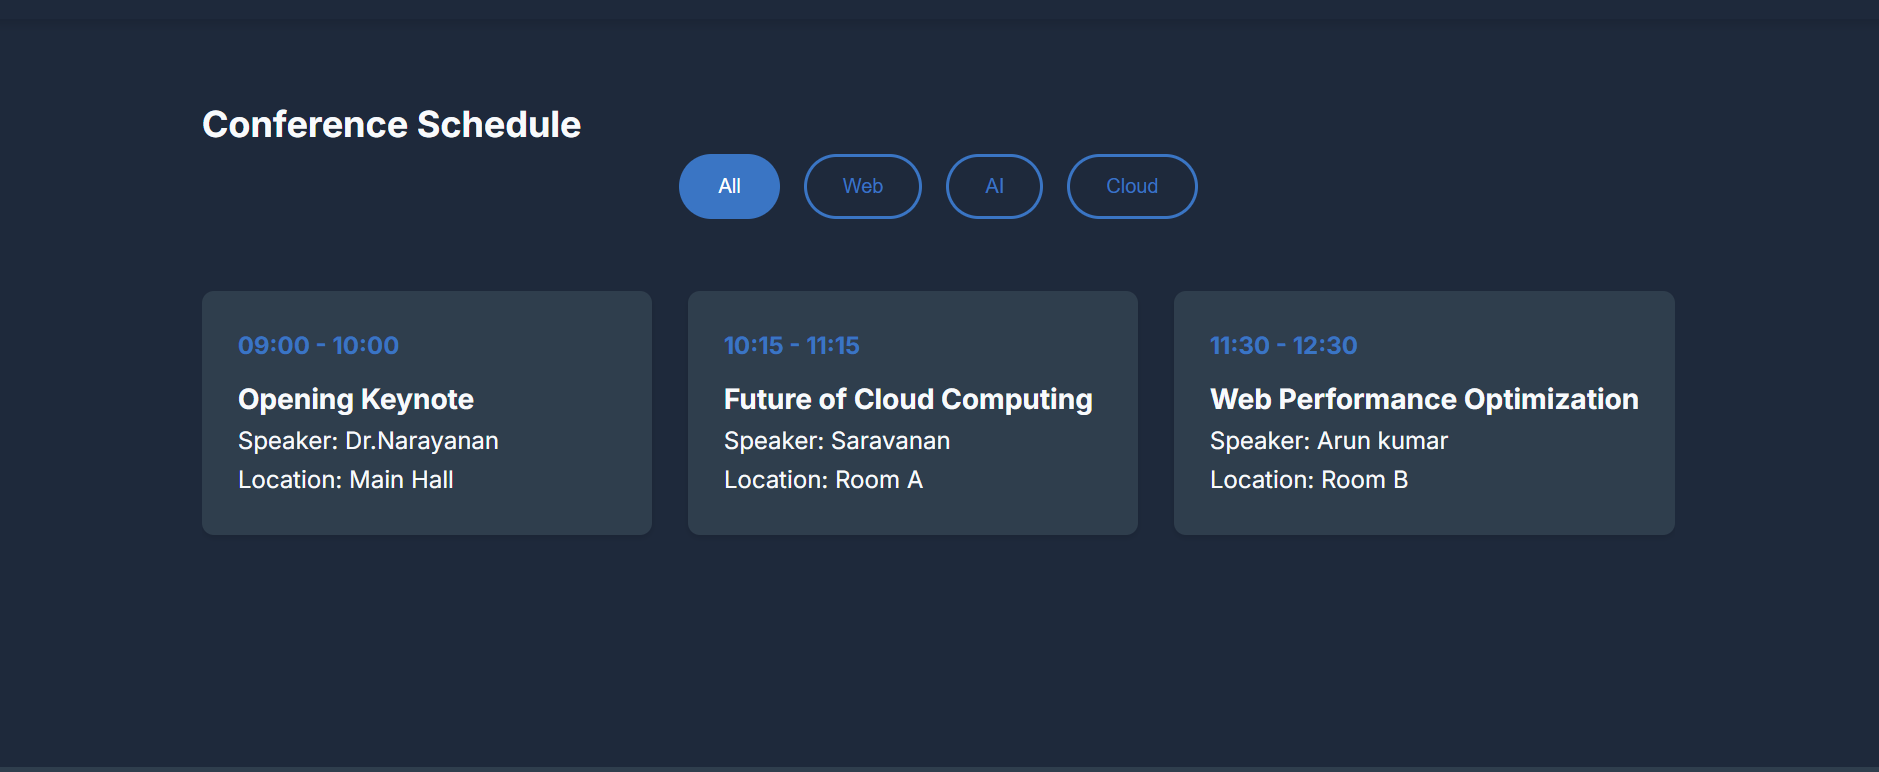 Conference Schedule
All
Web
AI
Cloud
09:00 - 10:00
Opening Keynote
Speaker: Dr.Narayanan
Location: Main Hall
10:15 - 11:15
Future of Cloud Computing
Speaker: Saravanan
Location: Room A
11:30 - 12:30
Web Performance Optimization
Speaker: Arun kumar
Location: Room B